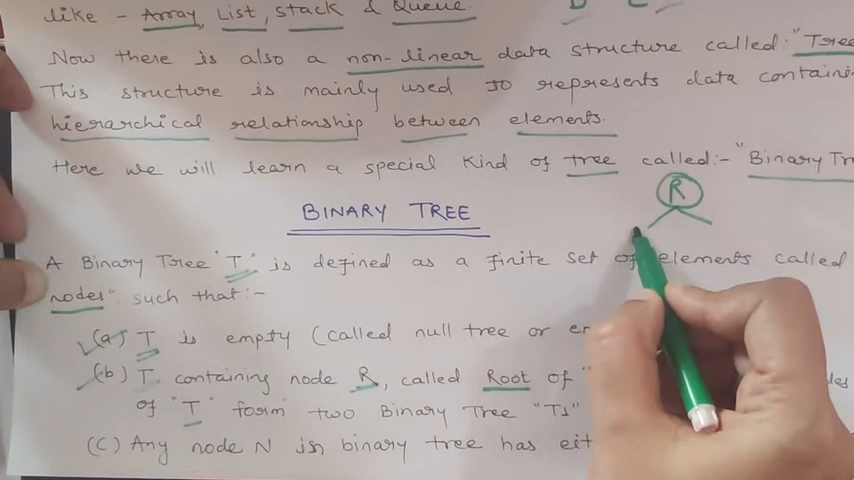 like - Array, List, Stack & Queue.
Now there is also a non-linear data structure called: "Tree
This structure is mainly used to represents data containi
hierarchical relationship between elements.
Here we will learn a special kind of tree called:- "Binary Tr
R
BINARY TREE
A Binary Tree "T" is defined as a finite set of elements called
nodes" such that:-
(a) T is empty (called null tree or
(b) T containing node R, called Root of
of "T" form two Binary Tree "T1"
(C) Any node N in binary tree has